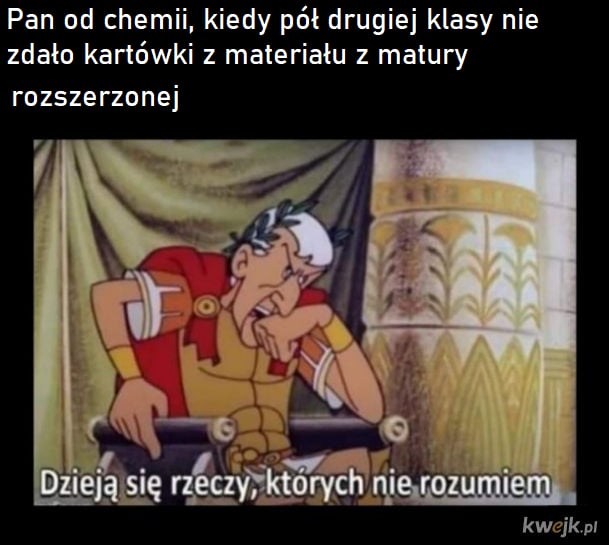 Pan od chemii, kiedy pół drugiej klasy nie
zdało kartówki z materiału z matury
rozszerzonej
Dzieją się rzeczy, których nie rozumiem
kwejk.pl